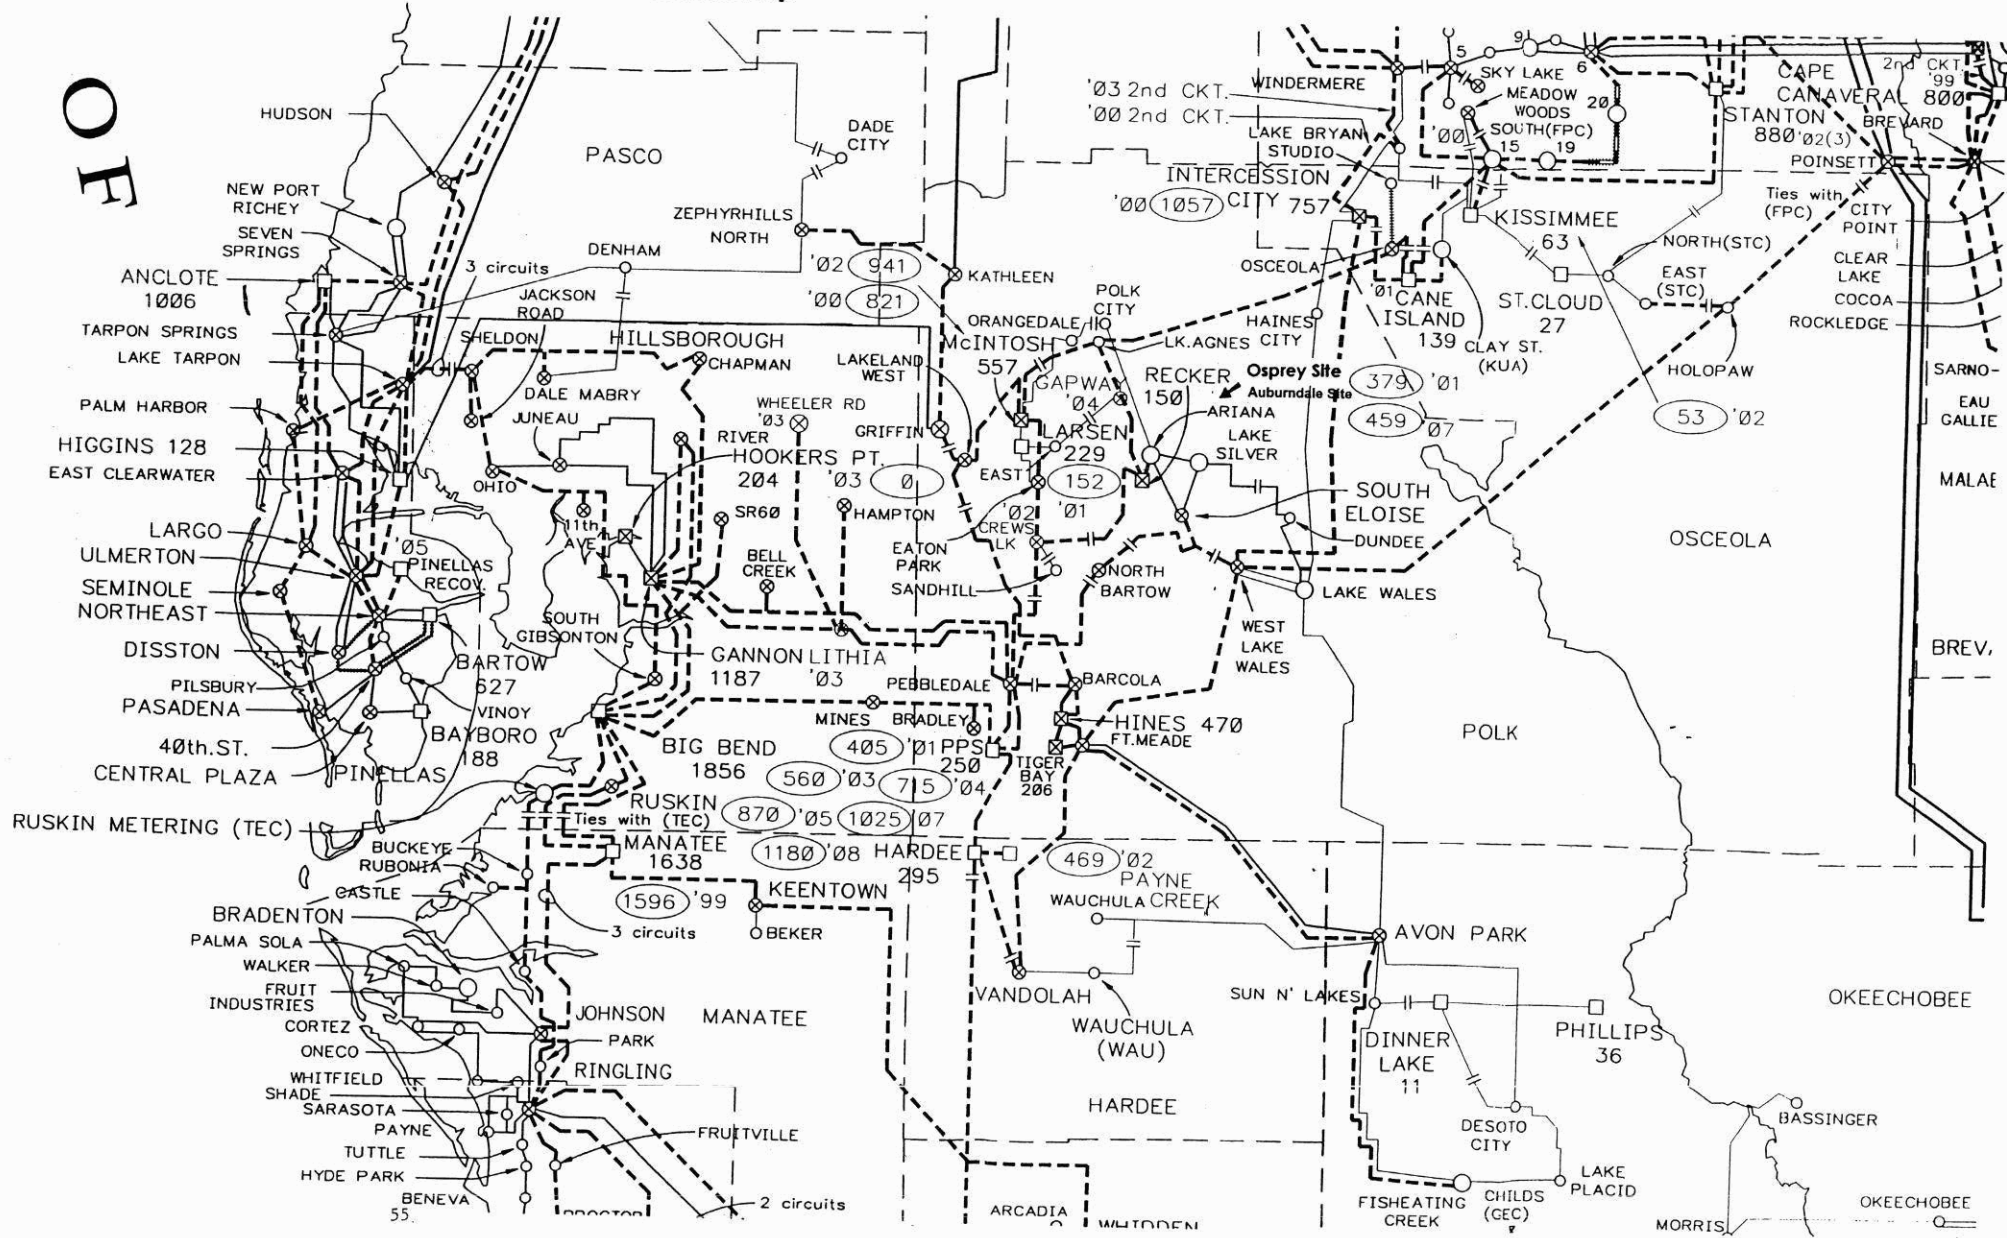 OF
HUDSON
PASCO
DADE
CITY
NEW PORT
RICHEY
SEVEN
SPRINGS
ZEPHYRHILLS
NORTH
DENHAM
3 circuits
ANCLOTE
1006
JACKSON
ROAD
TARPON SPRINGS
LAKE TARPON
SHELDON
HILLSBOROUGH
CHAPMAN
PALM HARBOR
DALE MABRY
JUNEAU
WHEELER RD
'03
HIGGINS 128
EAST CLEARWATER
OHIO
RIVER
HOOKERS PT.
204
'03 0
SR60
HAMPTON
11th
AVE
LARGO
ULMERTON
SEMINOLE
NORTHEAST
'05
PINELLAS
RECOV.
BELL
CREEK
SOUTH
GIBSONTON
DISSTON
BARTOW
627
GANNON
1187
LITHIA
'03
PILSBURY
PASADENA
VINOY
40th.ST.
BAYBORO
188
CENTRAL PLAZA
PINELLAS
BIG BEND
1856
MINES
BRADLEY
405 '01
PPS
250
560 '03
715 '04
RUSKIN
870 '05
1025 '07
Ties with (TEC)
RUSKIN METERING (TEC)
BUCKEYE
RUBONIA
MANATEE
1638
1180 '08
HARDEE
295
CASTLE
1596 '99
KEENTOWN
BEKER
3 circuits
BRADENTON
PALMA SOLA
WALKER
FRUIT
INDUSTRIES
CORTEZ
ONECO
JOHNSON
MANATEE
PARK
RINGLING
WHITFIELD
SHADE
SARASOTA
PAYNE
TUTTLE
HYDE PARK
BENEVA
55
FRUITVILLE
2 circuits
PROCTOR
'03 2nd CKT.
'00 2nd CKT.
WINDERMERE
5
9
6
SKY LAKE
MEADOW
WOODS
20
'00
SOUTH(FPC)
15
19
LAKE BRYAN
STUDIO
CAPE
CANAVERAL
800
2nd CKT.
'99
STANTON
880 '02(3)
BREVARD
POINSETT
INTERCESSION
CITY 757
'00 1057
KISSIMMEE
63
Ties with
(FPC)
CITY
POINT
NORTH(STC)
'02 941
'00 821
KATHLEEN
OSCEOLA
EAST
(STC)
CLEAR
LAKE
COCOA
ROCKLEDGE
'01
CANE
ISLAND
139
ST.CLOUD
27
POLK
CITY
ORANGEDALE
McINTOSH
557
LK.AGNES
HAINES
CITY
CLAY ST.
(KUA)
HOLOPAW
SARNO-
LAKELAND
WEST
GAPWAY
'04
RECKER
150
Osprey Site
Auburndale Site
379 '01
459 '07
53 '02
EAU
GALLIE
GRIFFIN
LARSEN
229
ARIANA
LAKE
SILVER
EAST
152
'01
'02
CREWS
LK
SOUTH
ELOISE
DUNDEE
MALAB
OSCEOLA
EATON
PARK
SANDHILL
NORTH
BARTOW
LAKE WALES
WEST
LAKE
WALES
BREV.
PEBBLEDALE
BARCOLA
HINES 470
FT.MEADE
POLK
TIGER
BAY
206
469 '02
PAYNE
CREEK
WAUCHULA
AVON PARK
VANDOLAH
WAUCHULA
(WAU)
SUN N' LAKES
OKEECHOBEE
DINNER
LAKE
11
PHILLIPS
36
HARDEE
DESOTO
CITY
BASSINGER
LAKE
PLACID
ARCADIA
WHIDDEN
FISHEATING
CREEK
CHILDS
(GEC)
OKEECHOBEE
MORRIS